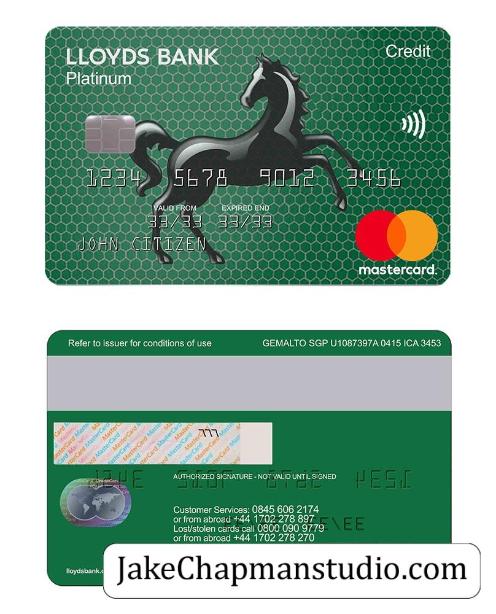 LLOYDS BANK
Credit
Platinum
1234 5678 9012 3456
VALID FROM EXPIRED END
33/33 33/33
JOHN CITIZEN
mastercard.
Refer to issuer for conditions of use
GEMALTO SGP U1087397A 0415 ICA 3453
MasterCard
777
AUTHORIZED SIGNATURE - NOT VALID UNTIL SIGNED
Customer Services: 0845 606 2174
or from abroad +44 1702 278 897
Lost/stolen cards call 0800 090 9779
or from abroad +44 1702 278 270
JakeChapmanstudio.com